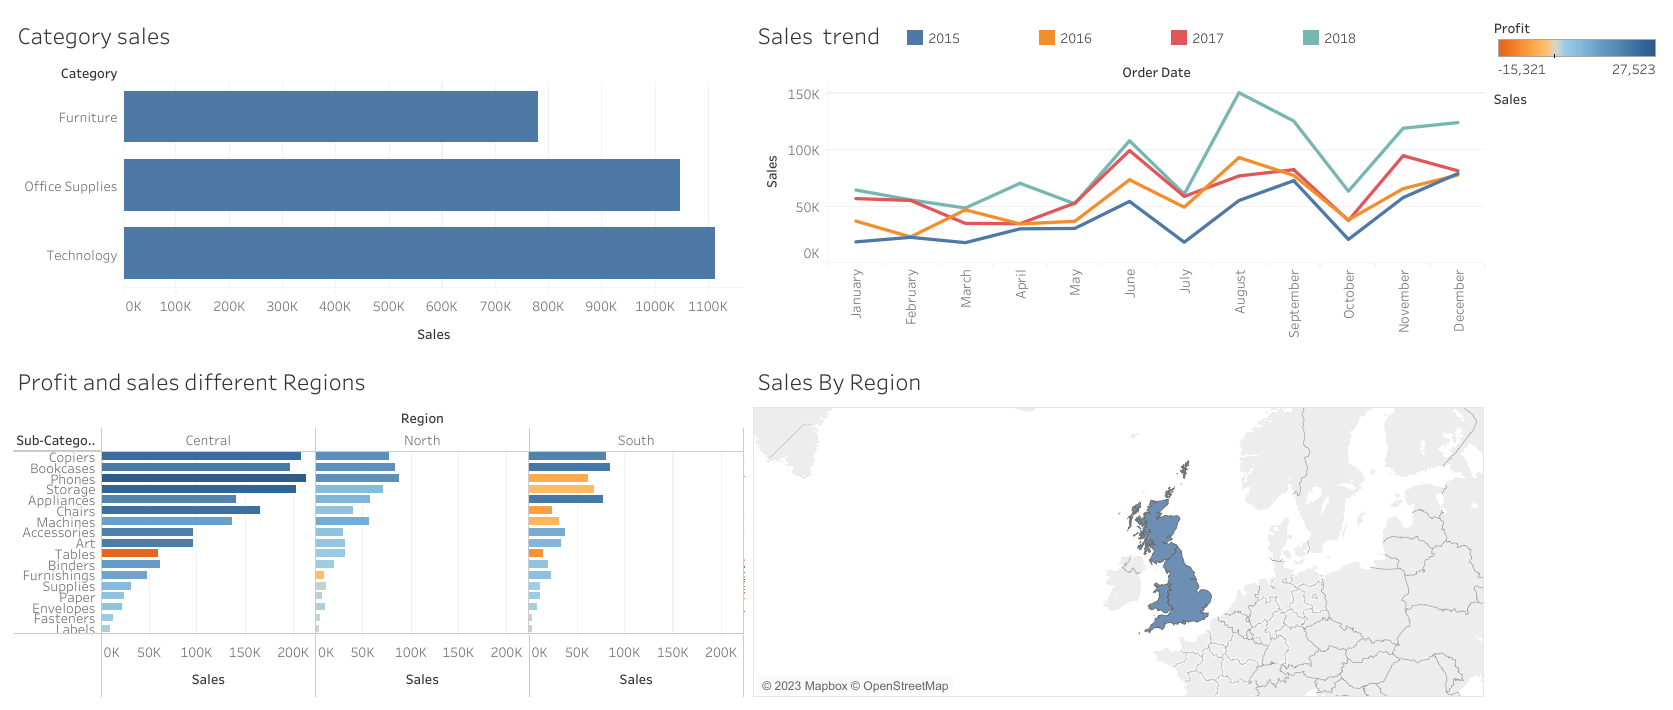 Category sales
Category
Furniture
Office Supplies
Technology
0K 100K 200K 300K 400K 500K 600K 700K 800K 900K 1000K 1100K
Sales
Sales trend 2015 2016 2017 2018
Order Date
Sales
150K
100K
50K
0K
January February March April May June July August September October November December
Profit
-15,321 27,523
Sales
Profit and sales different Regions
Region
Sub-Catego.. Central North South
Copiers
Bookcases
Phones
Storage
Appliances
Chairs
Machines
Accessories
Art
Tables
Binders
Furnishings
Supplies
Paper
Envelopes
Fasteners
Labels
0K 50K 100K 150K 200K 0K 50K 100K 150K 200K 0K 50K 100K 150K 200K
Sales Sales Sales
Sales By Region
© 2023 Mapbox © OpenStreetMap